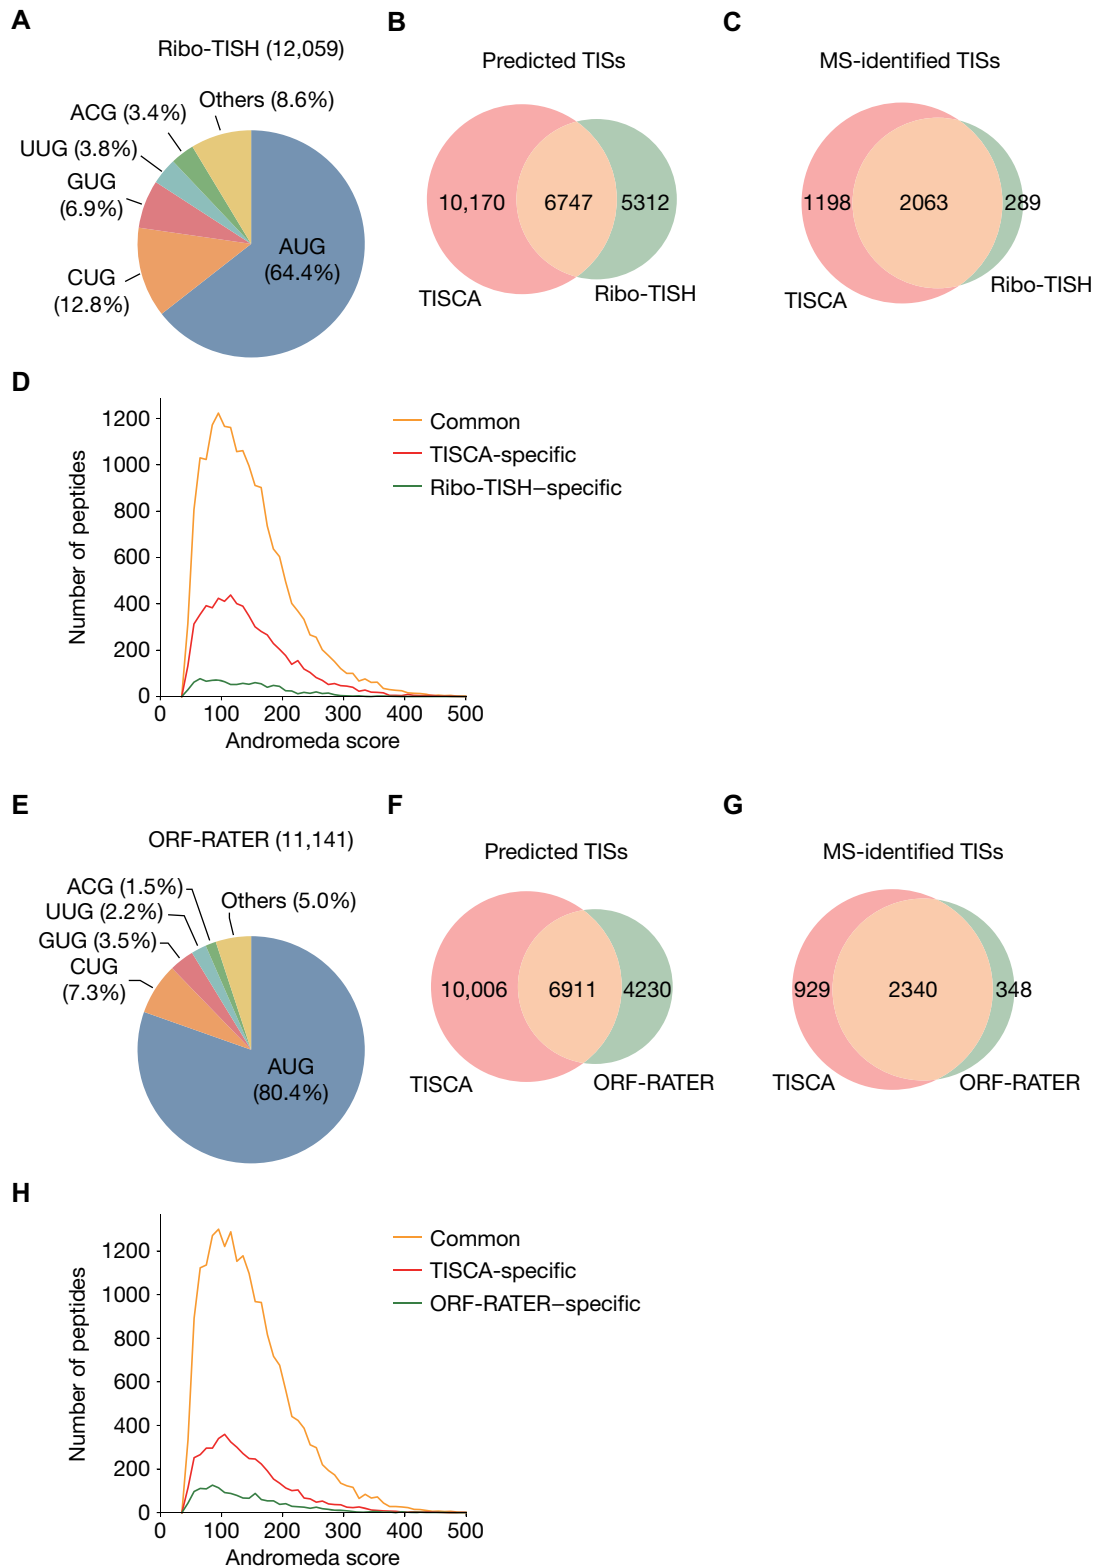 A
Ribo-TISH (12,059)
Others (8.6%)
ACG (3.4%)
UUG (3.8%)
GUG
(6.9%)
CUG
(12.8%)
AUG
(64.4%)
B
Predicted TISs
10,170
6747
5312
TISCA
Ribo-TISH
C
MS-identified TISs
1198
2063
289
TISCA
Ribo-TISH
D
Number of peptides
1200
1000
800
600
400
200
0
0 100 200 300 400 500
Andromeda score
Common
TISCA-specific
Ribo-TISH–specific
E
ORF-RATER (11,141)
ACG (1.5%)
Others (5.0%)
UUG (2.2%)
GUG (3.5%)
CUG
(7.3%)
AUG
(80.4%)
F
Predicted TISs
10,006
6911
4230
TISCA
ORF-RATER
G
MS-identified TISs
929
2340
348
TISCA
ORF-RATER
H
Number of peptides
1200
1000
800
600
400
200
0
0 100 200 300 400 500
Andromeda score
Common
TISCA-specific
ORF-RATER–specific